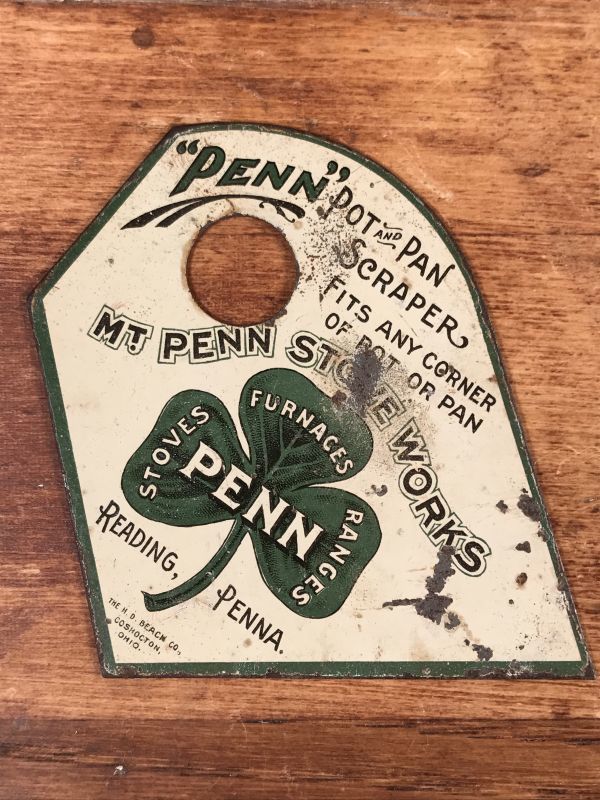 "PENN"
POT AND PAN
SCRAPER,
FITS ANY CORNER
OF POT OR PAN
MT. PENN STOVE WORKS
STOVES
FURNACES
RANGES
PENN
READING,
PENNA.
THE H. D. BEACH CO.,
COSHOCTON,
OHIO.